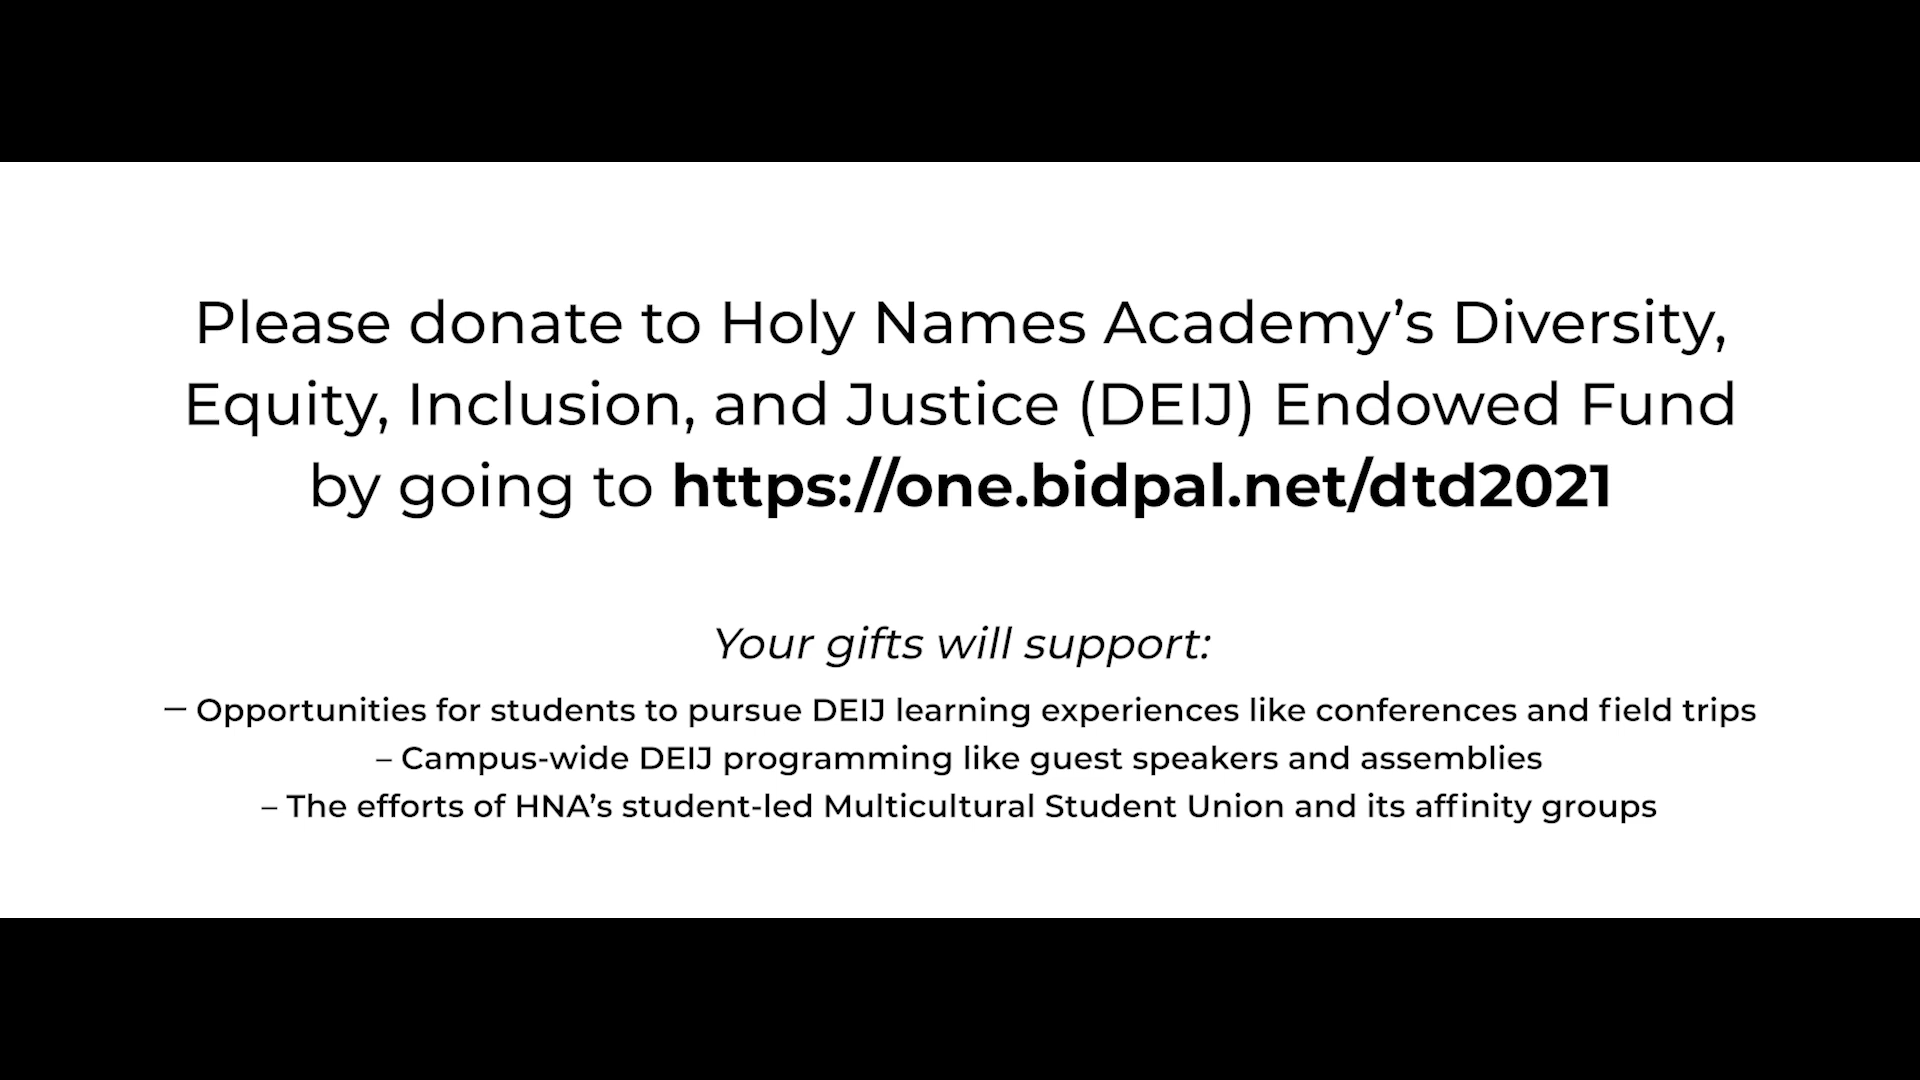 Please donate to Holy Names Academy’s Diversity,
Equity, Inclusion, and Justice (DEIJ) Endowed Fund
by going to https://one.bidpal.net/dtd2021
Your gifts will support:
– Opportunities for students to pursue DEIJ learning experiences like conferences and field trips
– Campus-wide DEIJ programming like guest speakers and assemblies
– The efforts of HNA’s student-led Multicultural Student Union and its affinity groups